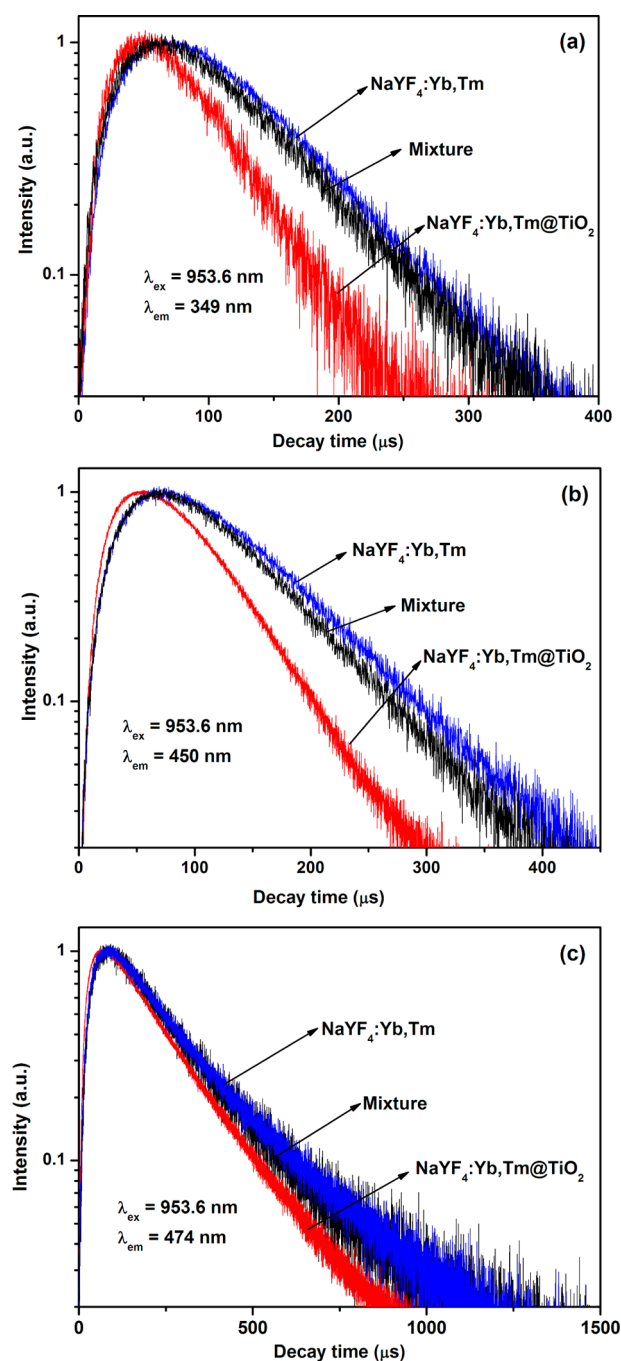 (a)
1
NaYF₄:Yb,Tm
Mixture
NaYF₄:Yb,Tm@TiO₂
Intensity (a.u.)
0.1
λex = 953.6 nm
λem = 349 nm
0 100 200 300 400
Decay time (μs)
(b)
1
NaYF₄:Yb,Tm
Mixture
NaYF₄:Yb,Tm@TiO₂
Intensity (a.u.)
0.1
λex = 953.6 nm
λem = 450 nm
0 100 200 300 400
Decay time (μs)
(c)
1
NaYF₄:Yb,Tm
Mixture
NaYF₄:Yb,Tm@TiO₂
Intensity (a.u.)
0.1
λex = 953.6 nm
λem = 474 nm
0 500 1000 1500
Decay time (μs)